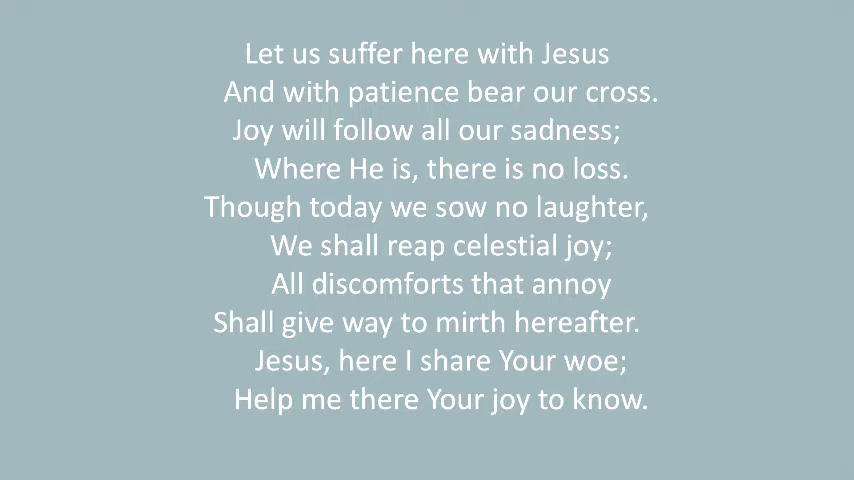 Let us suffer here with Jesus
And with patience bear our cross.
Joy will follow all our sadness;
Where He is, there is no loss.
Though today we sow no laughter,
We shall reap celestial joy;
All discomforts that annoy
Shall give way to mirth hereafter.
Jesus, here I share Your woe;
Help me there Your joy to know.